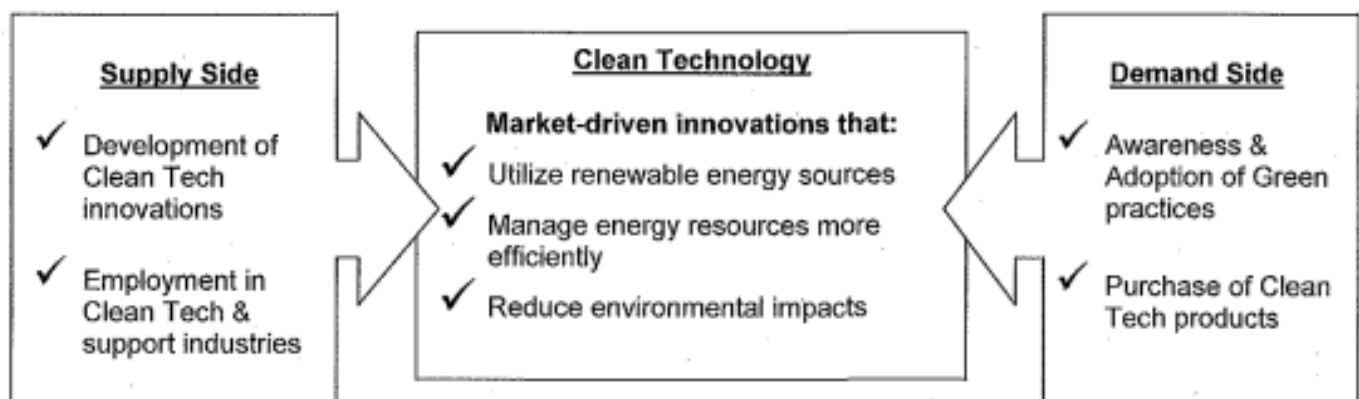 Supply Side
✓ Development of
Clean Tech
innovations
✓ Employment in
Clean Tech &
support industries
Clean Technology
Market-driven innovations that:
✓ Utilize renewable energy sources
✓ Manage energy resources more
efficiently
✓ Reduce environmental impacts
Demand Side
✓ Awareness &
Adoption of Green
practices
✓ Purchase of Clean
Tech products